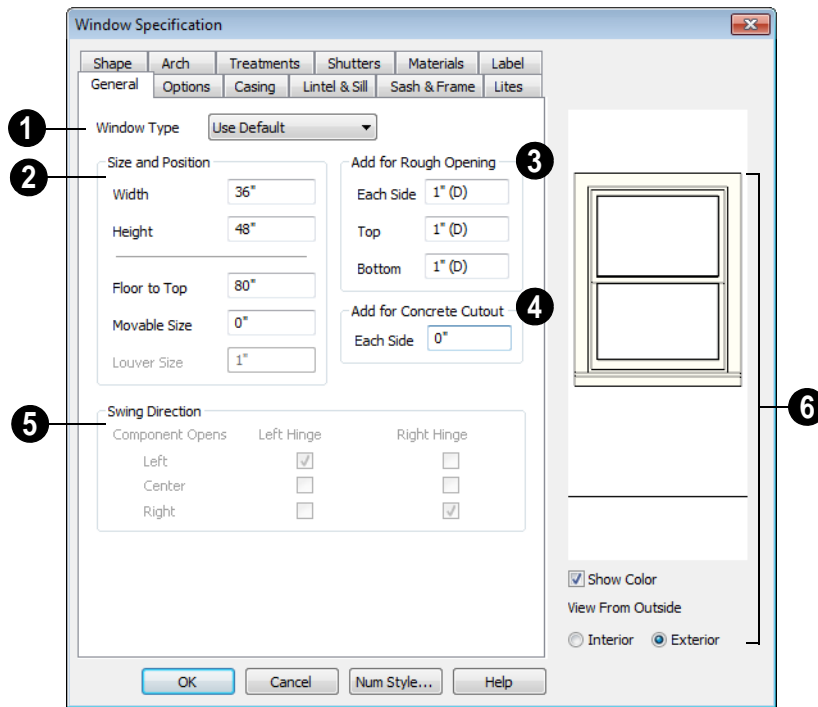 Window Specification
Shape Arch Treatments Shutters Materials Label
General Options Casing Lintel & Sill Sash & Frame Lites
1 Window Type Use Default
2 Size and Position
Width 36"
Height 48"
Floor to Top 80"
Movable Size 0"
Louver Size 1"
Add for Rough Opening 3
Each Side 1" (D)
Top 1" (D)
Bottom 1" (D)
Add for Concrete Cutout 4
Each Side 0"
5 Swing Direction
Component Opens Left Hinge Right Hinge
Left
Center
Right
6
Show Color
View From Outside
Interior Exterior
OK Cancel Num Style... Help